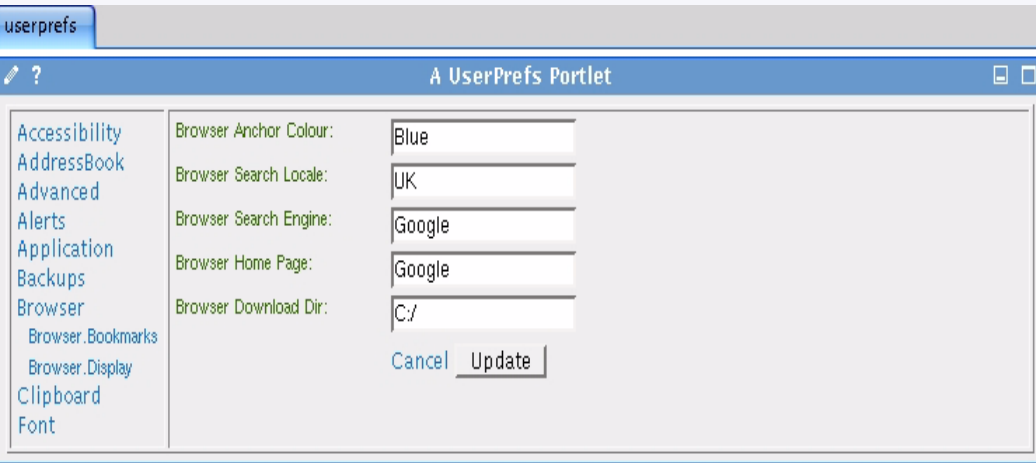 userprefs
? A UserPrefs Portlet
Accessibility
AddressBook
Advanced
Alerts
Application
Backups
Browser
Browser.Bookmarks
Browser.Display
Clipboard
Font
Browser Anchor Colour: Blue
Browser Search Locale: UK
Browser Search Engine: Google
Browser Home Page: Google
Browser Download Dir: C:/
Cancel Update